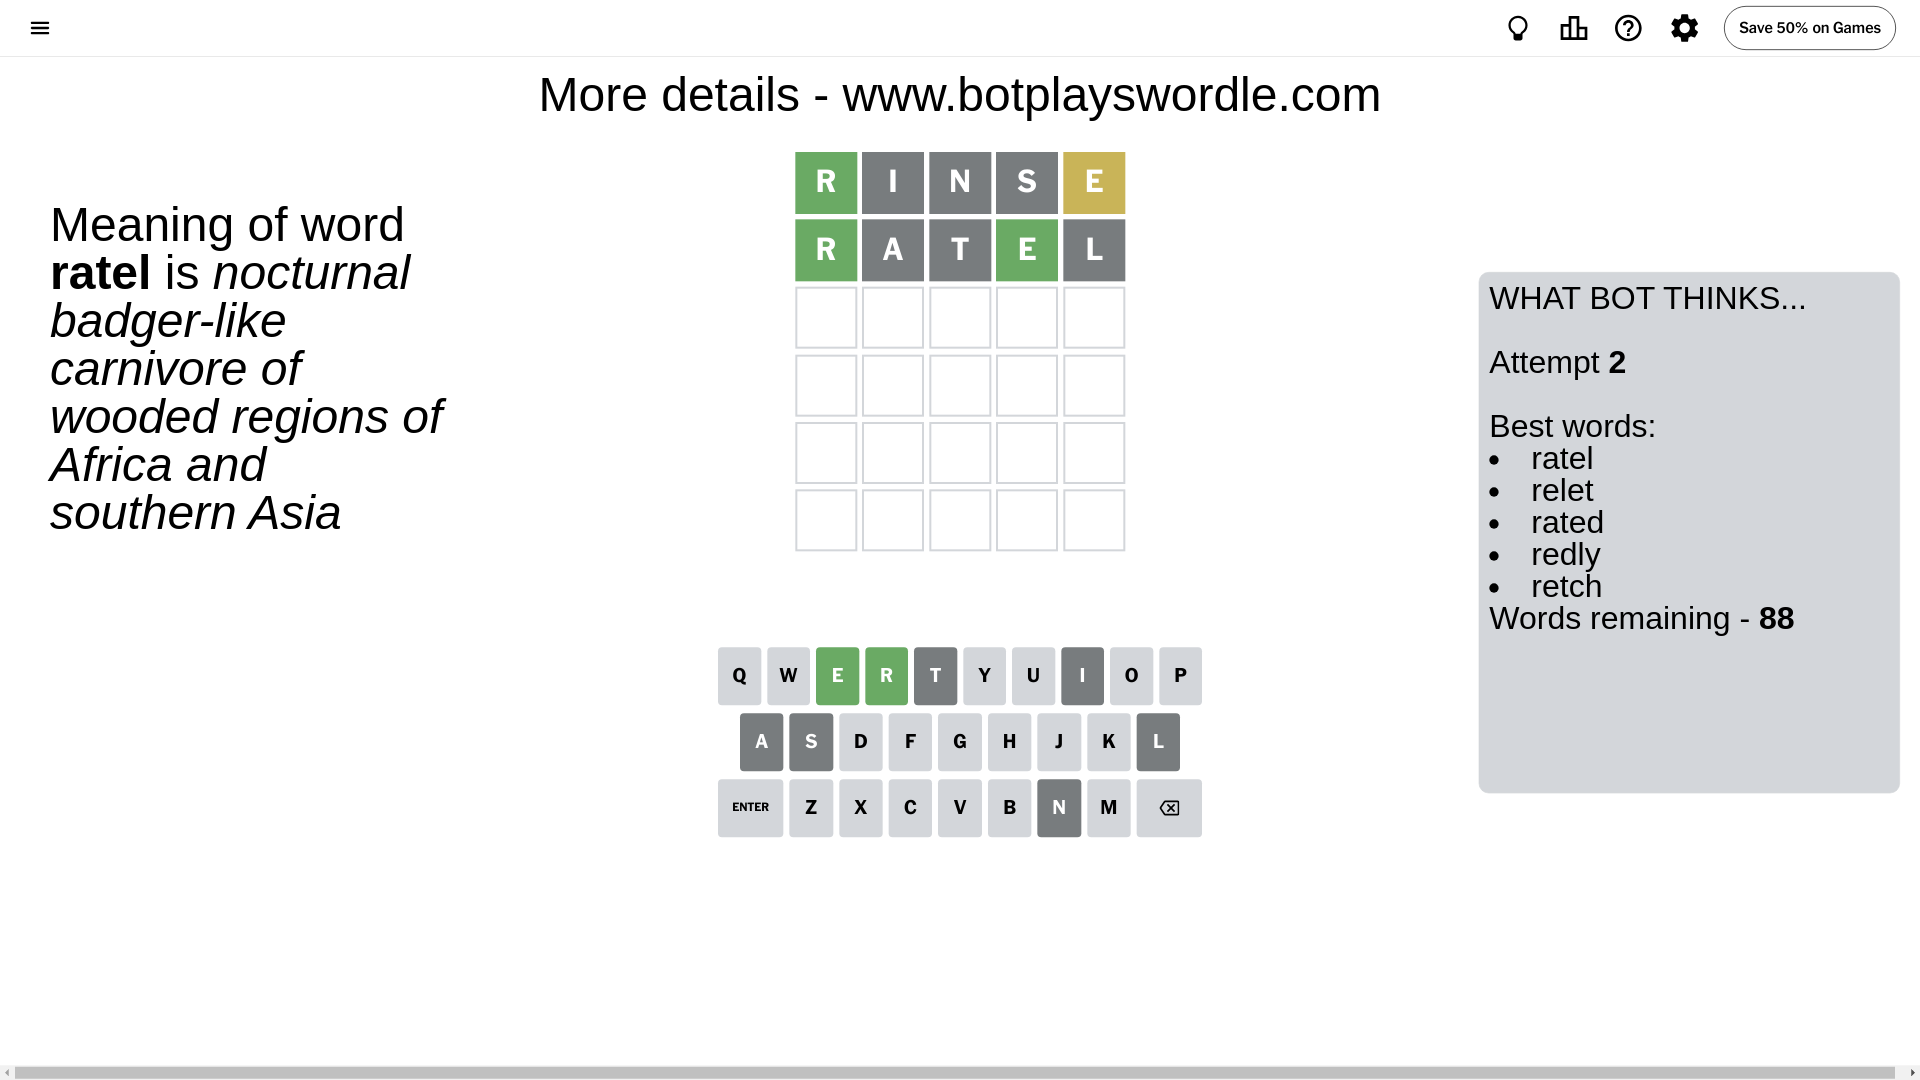 Save 50% on Games
More details - www.botplayswordle.com
R I N S E
R A T E L
Meaning of word
ratel is nocturnal
badger-like
carnivore of
wooded regions of
Africa and
southern Asia
WHAT BOT THINKS...
Attempt 2
Best words:
• ratel
• relet
• rated
• redly
• retch
Words remaining - 88
Q W E R T Y U I O P
A S D F G H J K L
ENTER Z X C V B N M